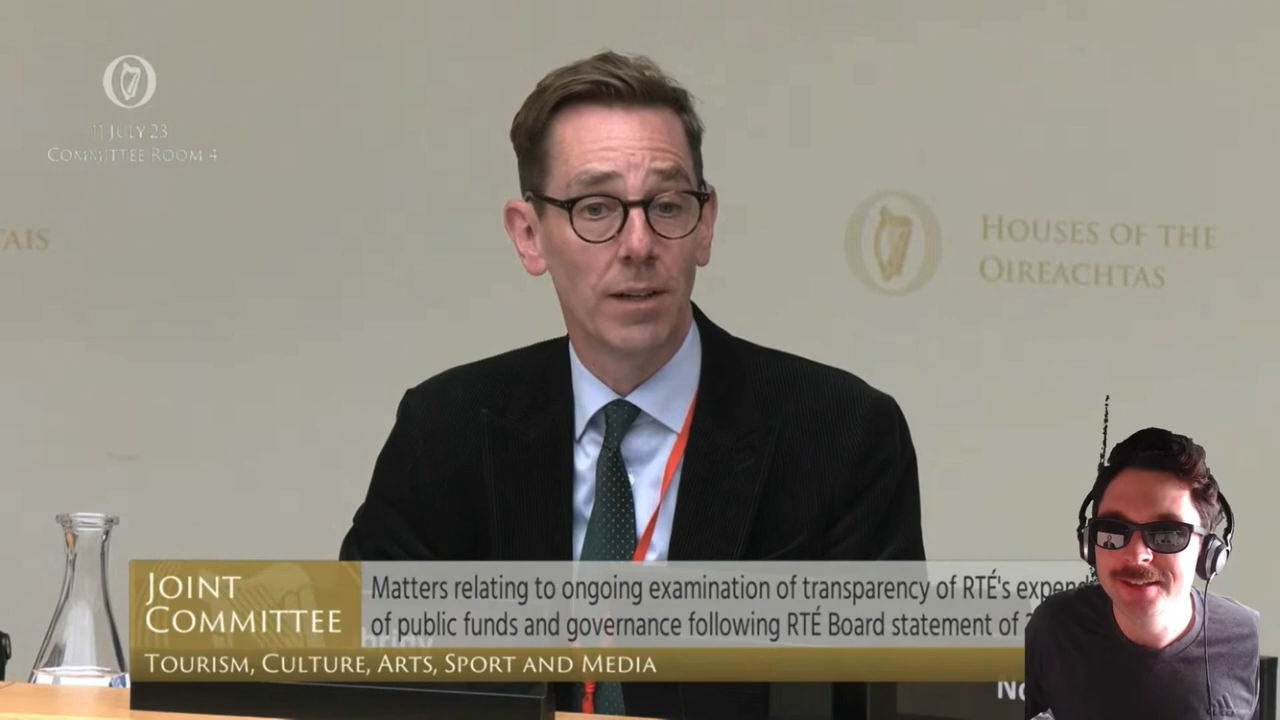 11 JULY 23
COMMITTEE ROOM 4
TAIS
HOUSES OF THE
OIREACHTAS
JOINT
COMMITTEE
Matters relating to ongoing examination of transparency of RTÉ's
of public funds and governance following RTÉ Board statement of
TOURISM, CULTURE, ARTS, SPORT AND MEDIA